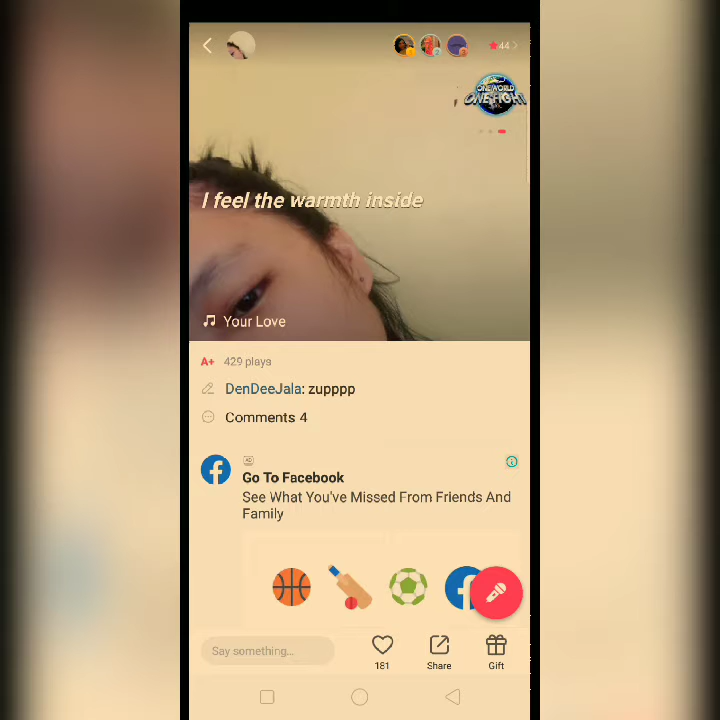 44
ONE WORLD
ONE FIGHT
I feel the warmth inside
Your Love
A+ 429 plays
DenDeeJala: zupppp
Comments 4
AD
Go To Facebook
See What You've Missed From Friends And
Family
Say something...
181
Share
Gift